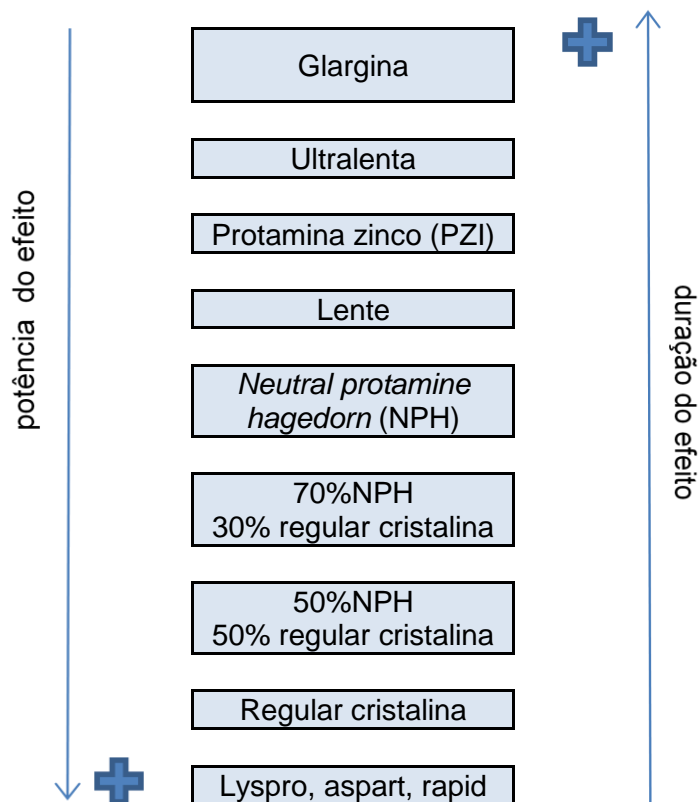 Glargina
Ultralenta
Protamina zinco (PZI)
Lente
Neutral protamine
hagedorn (NPH)
70%NPH
30% regular cristalina
50%NPH
50% regular cristalina
Regular cristalina
Lyspro, aspart, rapid
potência do efeito
duração do efeito